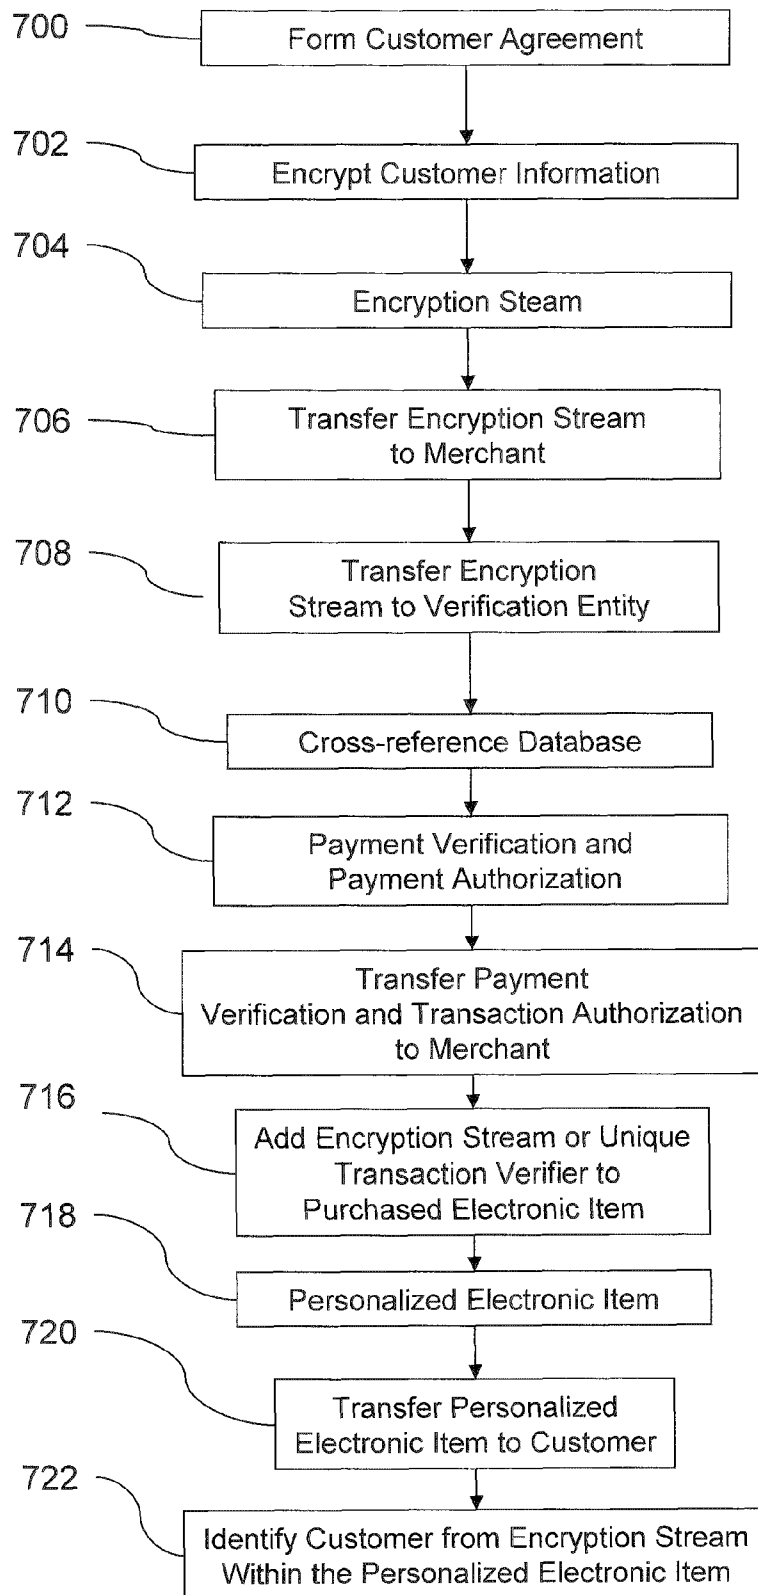 700
Form Customer Agreement
702
Encrypt Customer Information
704
Encryption Steam
706
Transfer Encryption Stream
to Merchant
708
Transfer Encryption
Stream to Verification Entity
710
Cross-reference Database
712
Payment Verification and
Payment Authorization
714
Transfer Payment
Verification and Transaction Authorization
to Merchant
716
Add Encryption Stream or Unique
Transaction Verifier to
Purchased Electronic Item
718
Personalized Electronic Item
720
Transfer Personalized
Electronic Item to Customer
722
Identify Customer from Encryption Stream
Within the Personalized Electronic Item